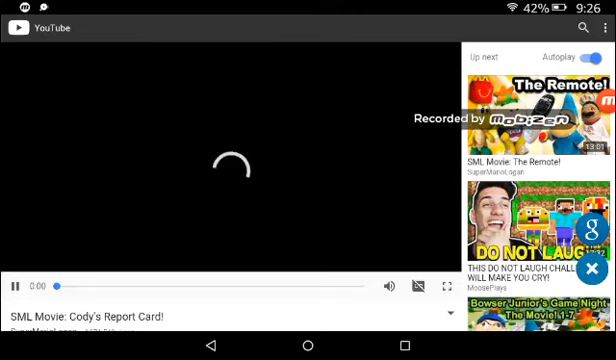 42%
9:26
YouTube
Up next
Autoplay
The Remote!
Recorded by mobizen
13:01
SML Movie: The Remote!
SuperMarioLogan
g
DO NOT LAUGH
THIS DO NOT LAUGH CHALL
WILL MAKE YOU CRY!
MoosePlays
0:00
SML Movie: Cody's Report Card!
SuperMarioLogan
Bowser Junior's Game Night
The Movie! 1-7